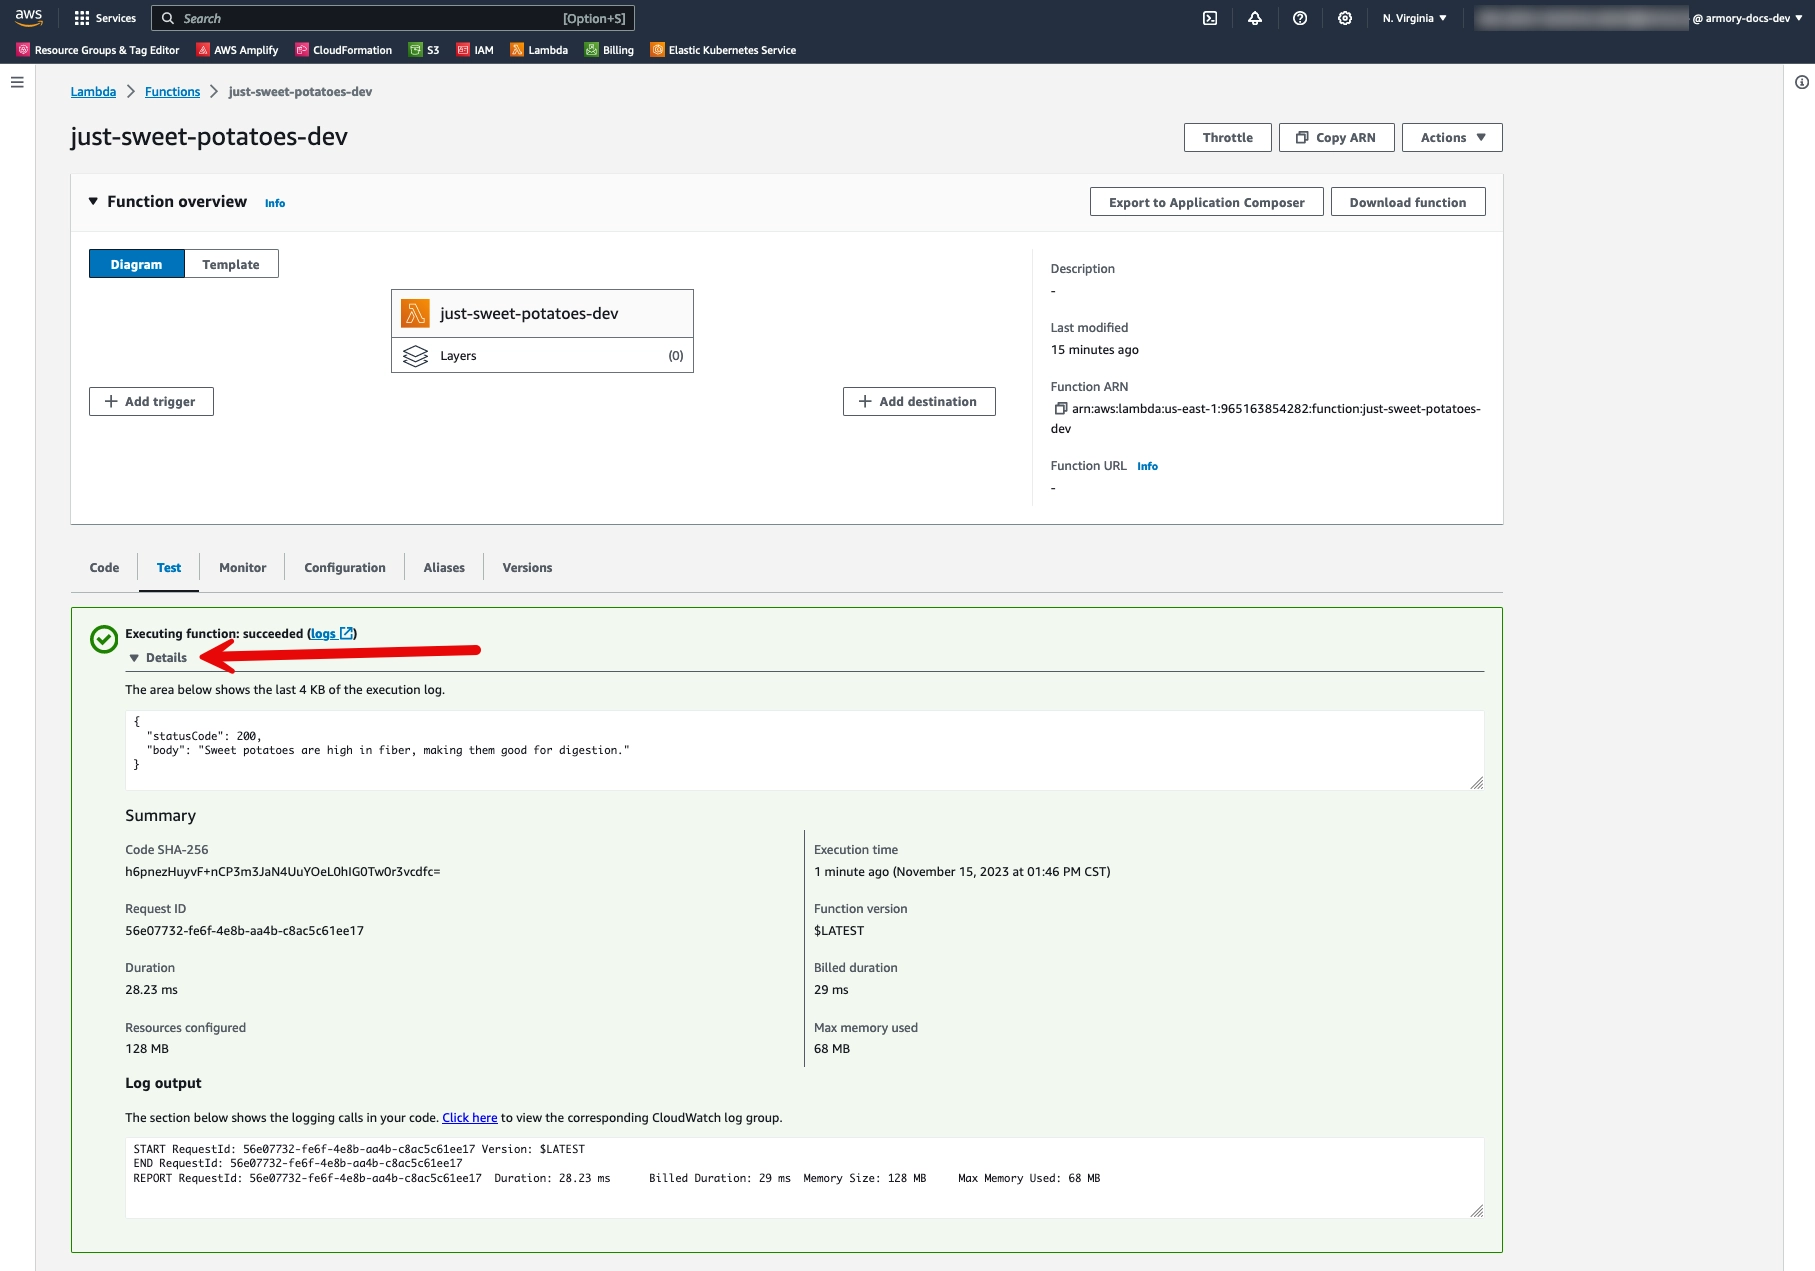 aws
Services
Search [Option+S]
N. Virginia
@ armory-docs-dev
Resource Groups & Tag Editor
AWS Amplify
CloudFormation
S3
IAM
Lambda
Billing
Elastic Kubernetes Service
Lambda > Functions > just-sweet-potatoes-dev
just-sweet-potatoes-dev
Throttle
Copy ARN
Actions
Function overview Info
Export to Application Composer
Download function
Diagram
Template
just-sweet-potatoes-dev
Layers (0)
+ Add trigger
+ Add destination
Description
-
Last modified
15 minutes ago
Function ARN
arn:aws:lambda:us-east-1:965163854282:function:just-sweet-potatoes-
dev
Function URL Info
-
Code
Test
Monitor
Configuration
Aliases
Versions
Executing function: succeeded (logs)
Details
The area below shows the last 4 KB of the execution log.
{
"statusCode": 200,
"body": "Sweet potatoes are high in fiber, making them good for digestion."
}
Summary
Code SHA-256
h6pnezHuyvF+nCP3m3JaN4UuYOeL0hIG0Tw0r3vcdfc=
Execution time
1 minute ago (November 15, 2023 at 01:46 PM CST)
Request ID
56e07732-fe6f-4e8b-aa4b-c8ac5c61ee17
Function version
$LATEST
Duration
28.23 ms
Billed duration
29 ms
Resources configured
128 MB
Max memory used
68 MB
Log output
The section below shows the logging calls in your code. Click here to view the corresponding CloudWatch log group.
START RequestId: 56e07732-fe6f-4e8b-aa4b-c8ac5c61ee17 Version: $LATEST
END RequestId: 56e07732-fe6f-4e8b-aa4b-c8ac5c61ee17
REPORT RequestId: 56e07732-fe6f-4e8b-aa4b-c8ac5c61ee17 Duration: 28.23 ms Billed Duration: 29 ms Memory Size: 128 MB Max Memory Used: 68 MB